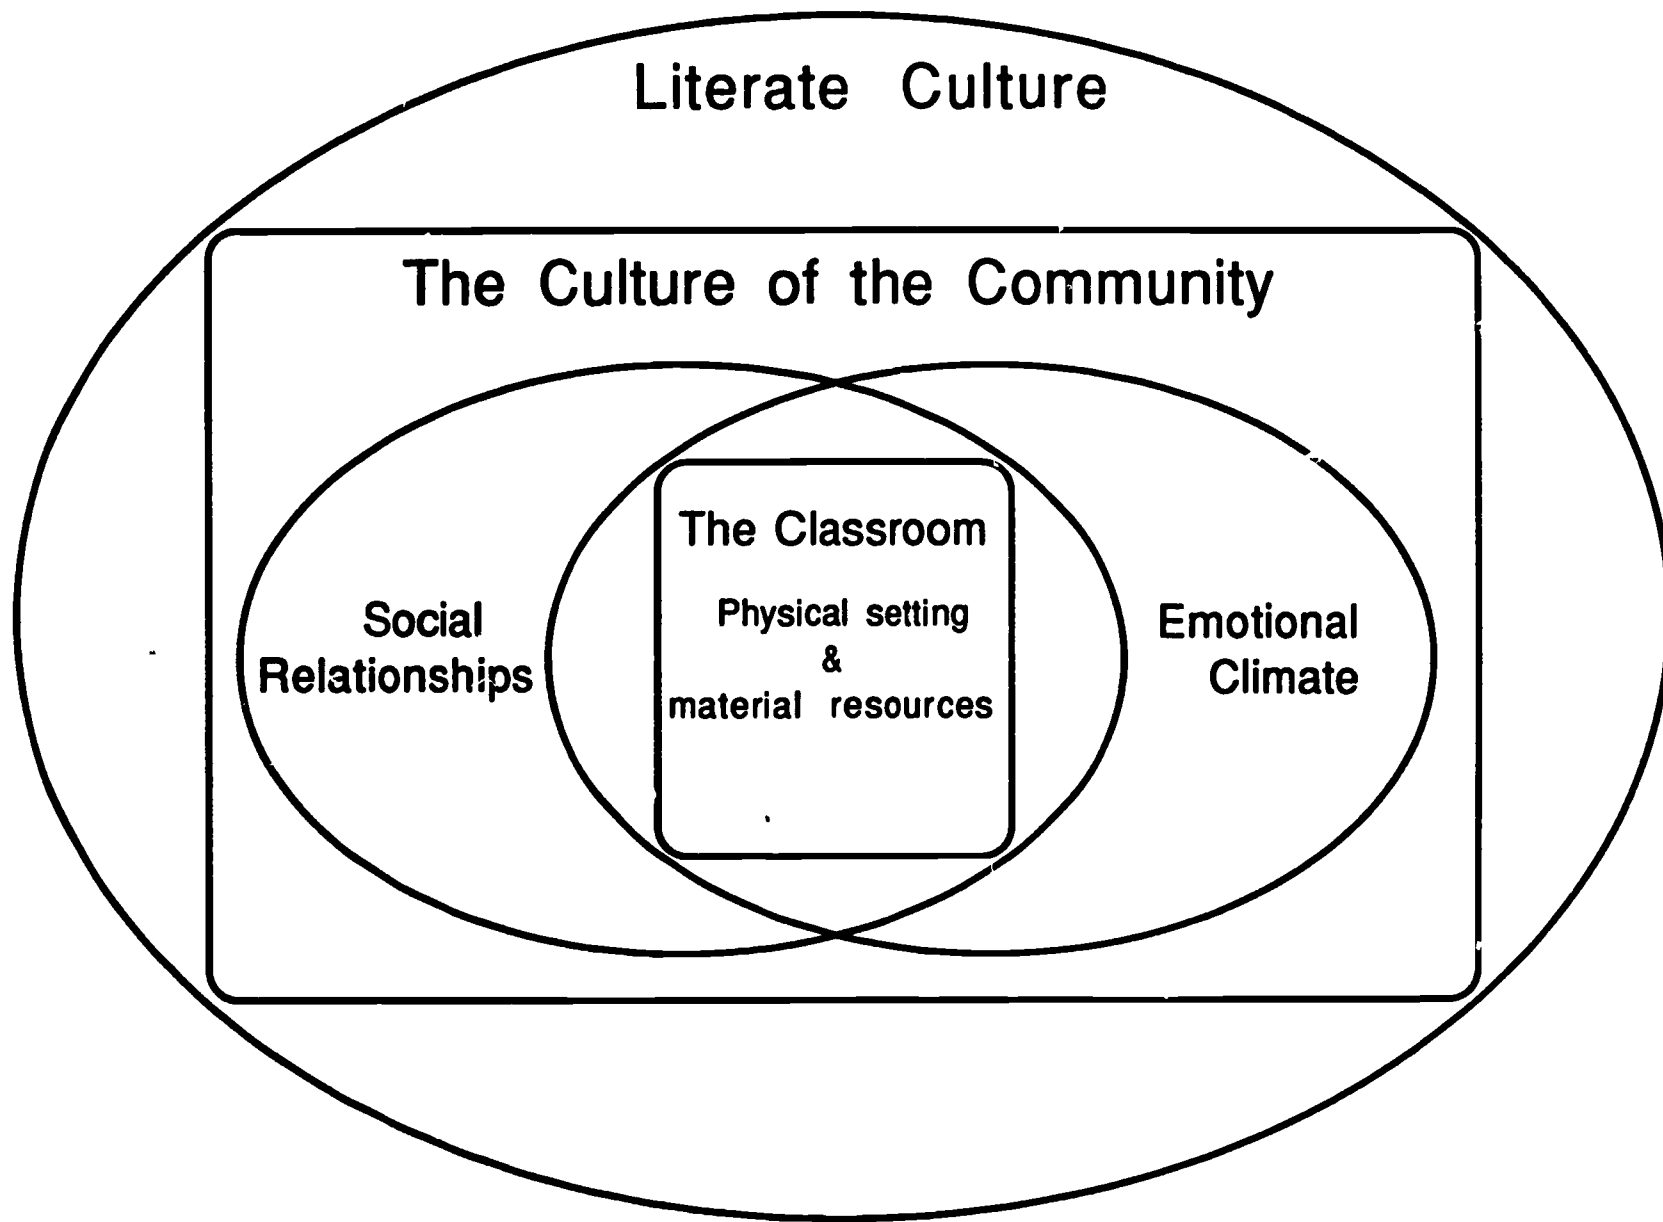 Literate Culture
The Culture of the Community
The Classroom
Physical setting
&
material resources
Social
Relationships
Emotional
Climate